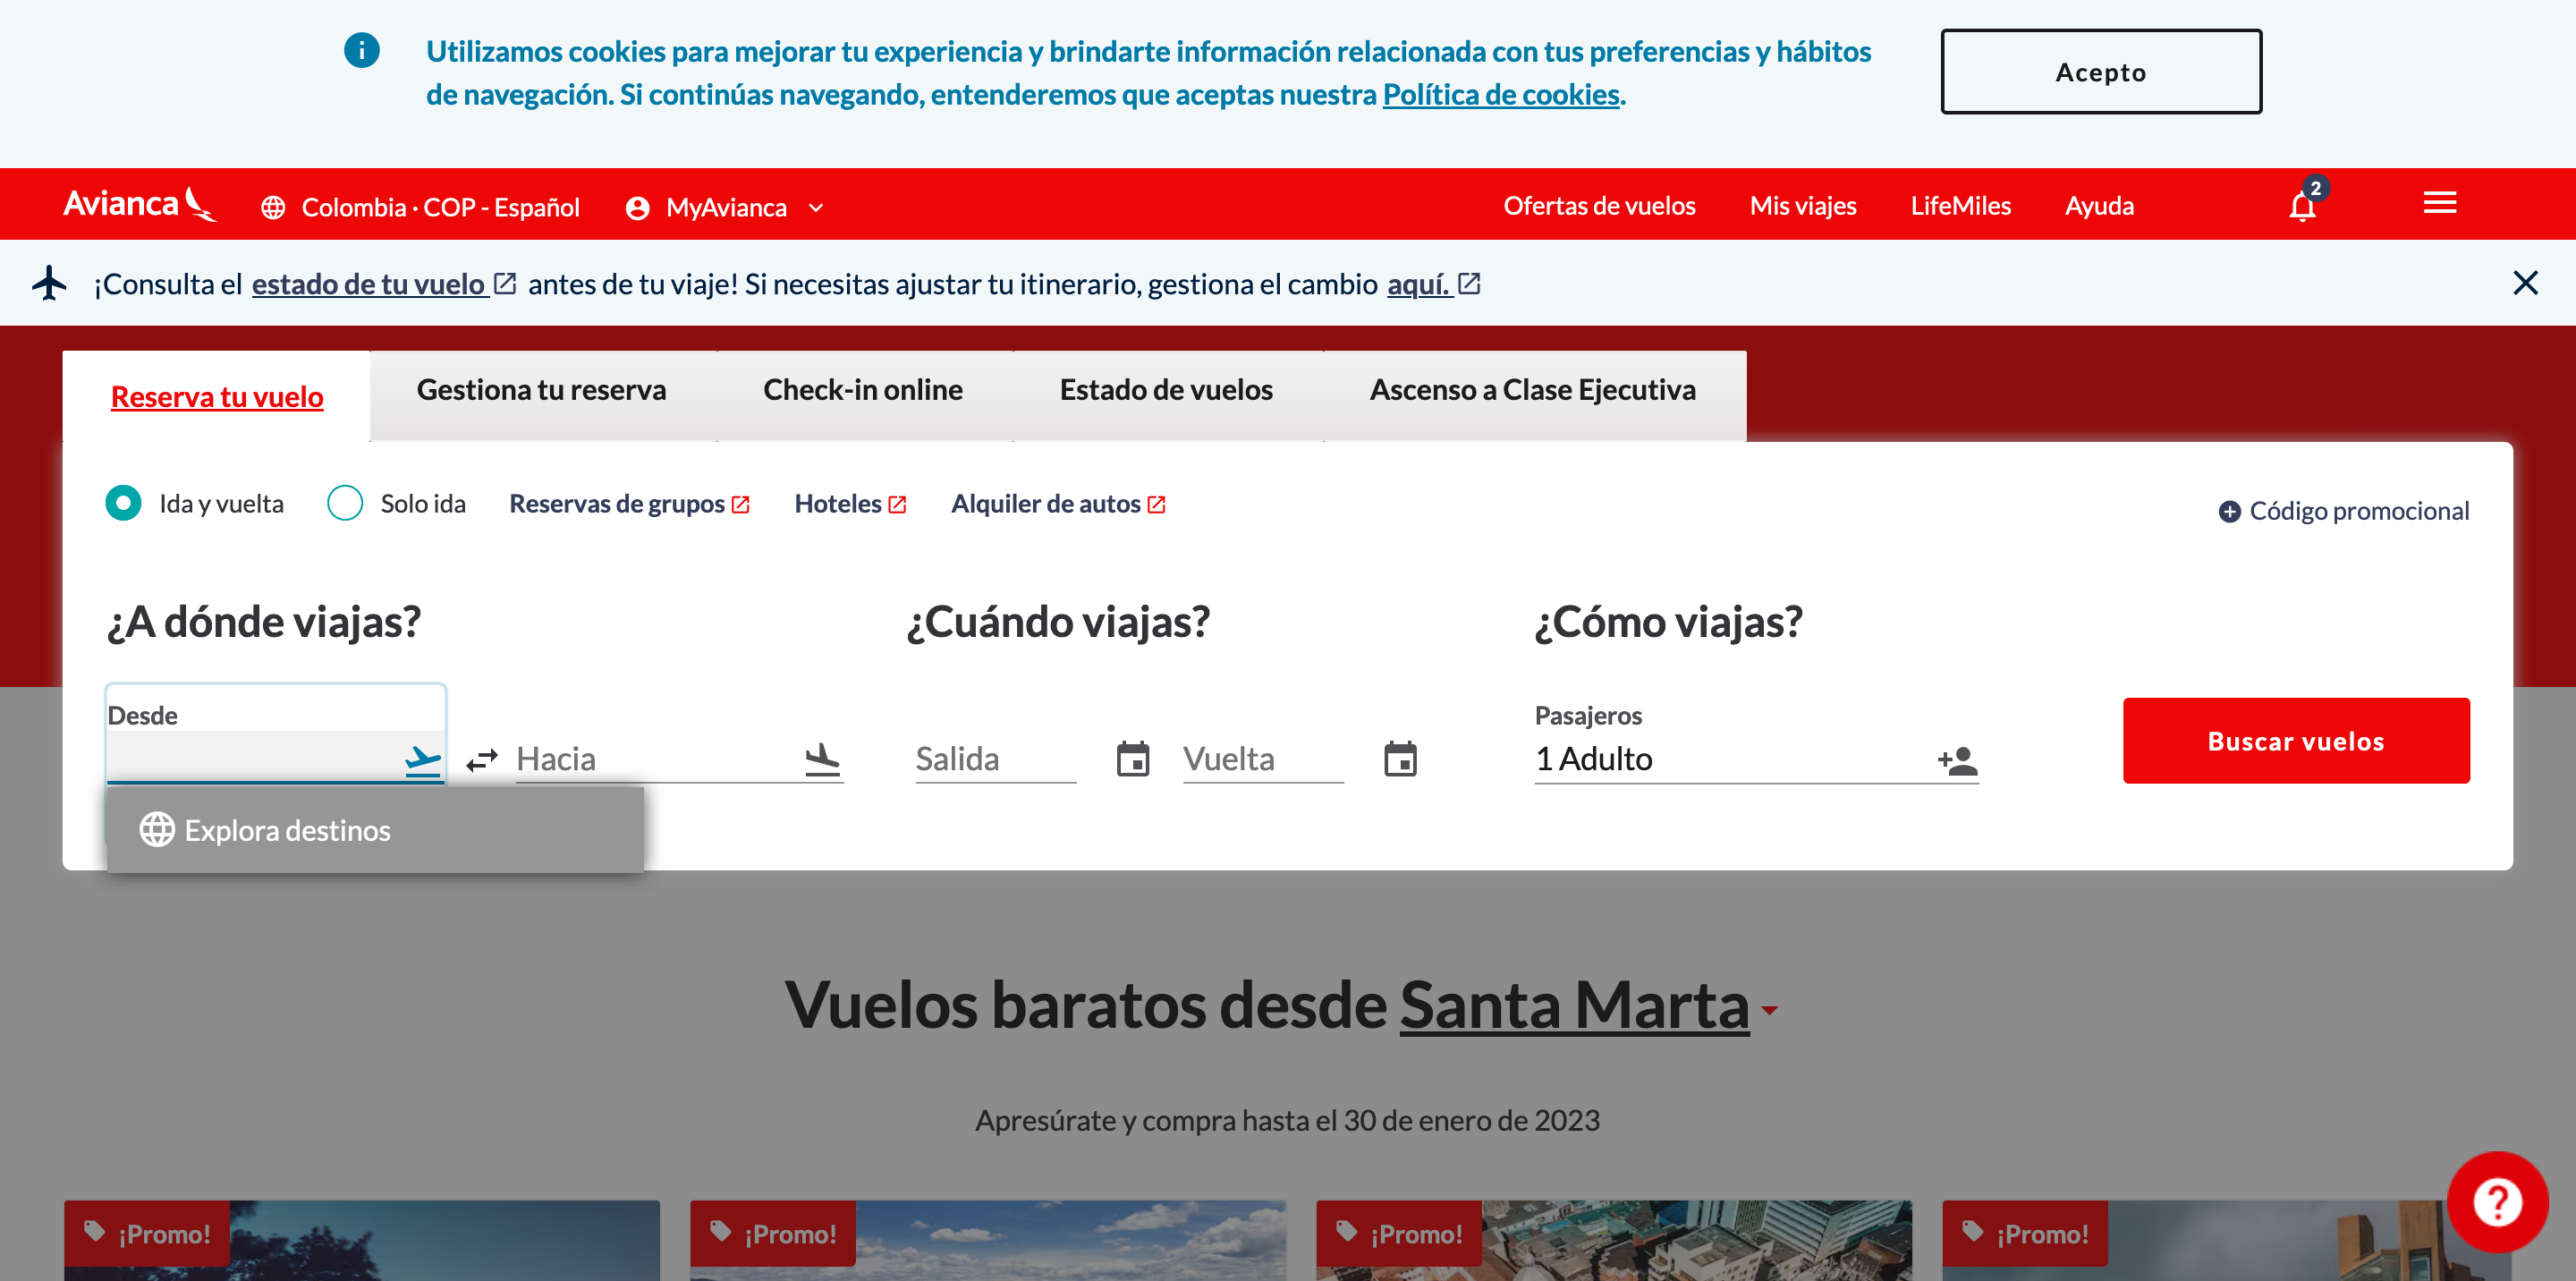 Utilizamos cookies para mejorar tu experiencia y brindarte información relacionada con tus preferencias y hábitos
de navegación. Si continúas navegando, entenderemos que aceptas nuestra Política de cookies.
Acepto
Avianca
Colombia · COP - Español
MyAvianca
Ofertas de vuelos
Mis viajes
LifeMiles
Ayuda
2
¡Consulta el estado de tu vuelo antes de tu viaje! Si necesitas ajustar tu itinerario, gestiona el cambio aquí.
Reserva tu vuelo
Gestiona tu reserva
Check-in online
Estado de vuelos
Ascenso a Clase Ejecutiva
Ida y vuelta
Solo ida
Reservas de grupos
Hoteles
Alquiler de autos
Código promocional
¿A dónde viajas?
¿Cuándo viajas?
¿Cómo viajas?
Desde
Hacia
Salida
Vuelta
Pasajeros
1 Adulto
Buscar vuelos
Explora destinos
Vuelos baratos desde Santa Marta
Apresúrate y compra hasta el 30 de enero de 2023
¡Promo!
¡Promo!
¡Promo!
¡Promo!